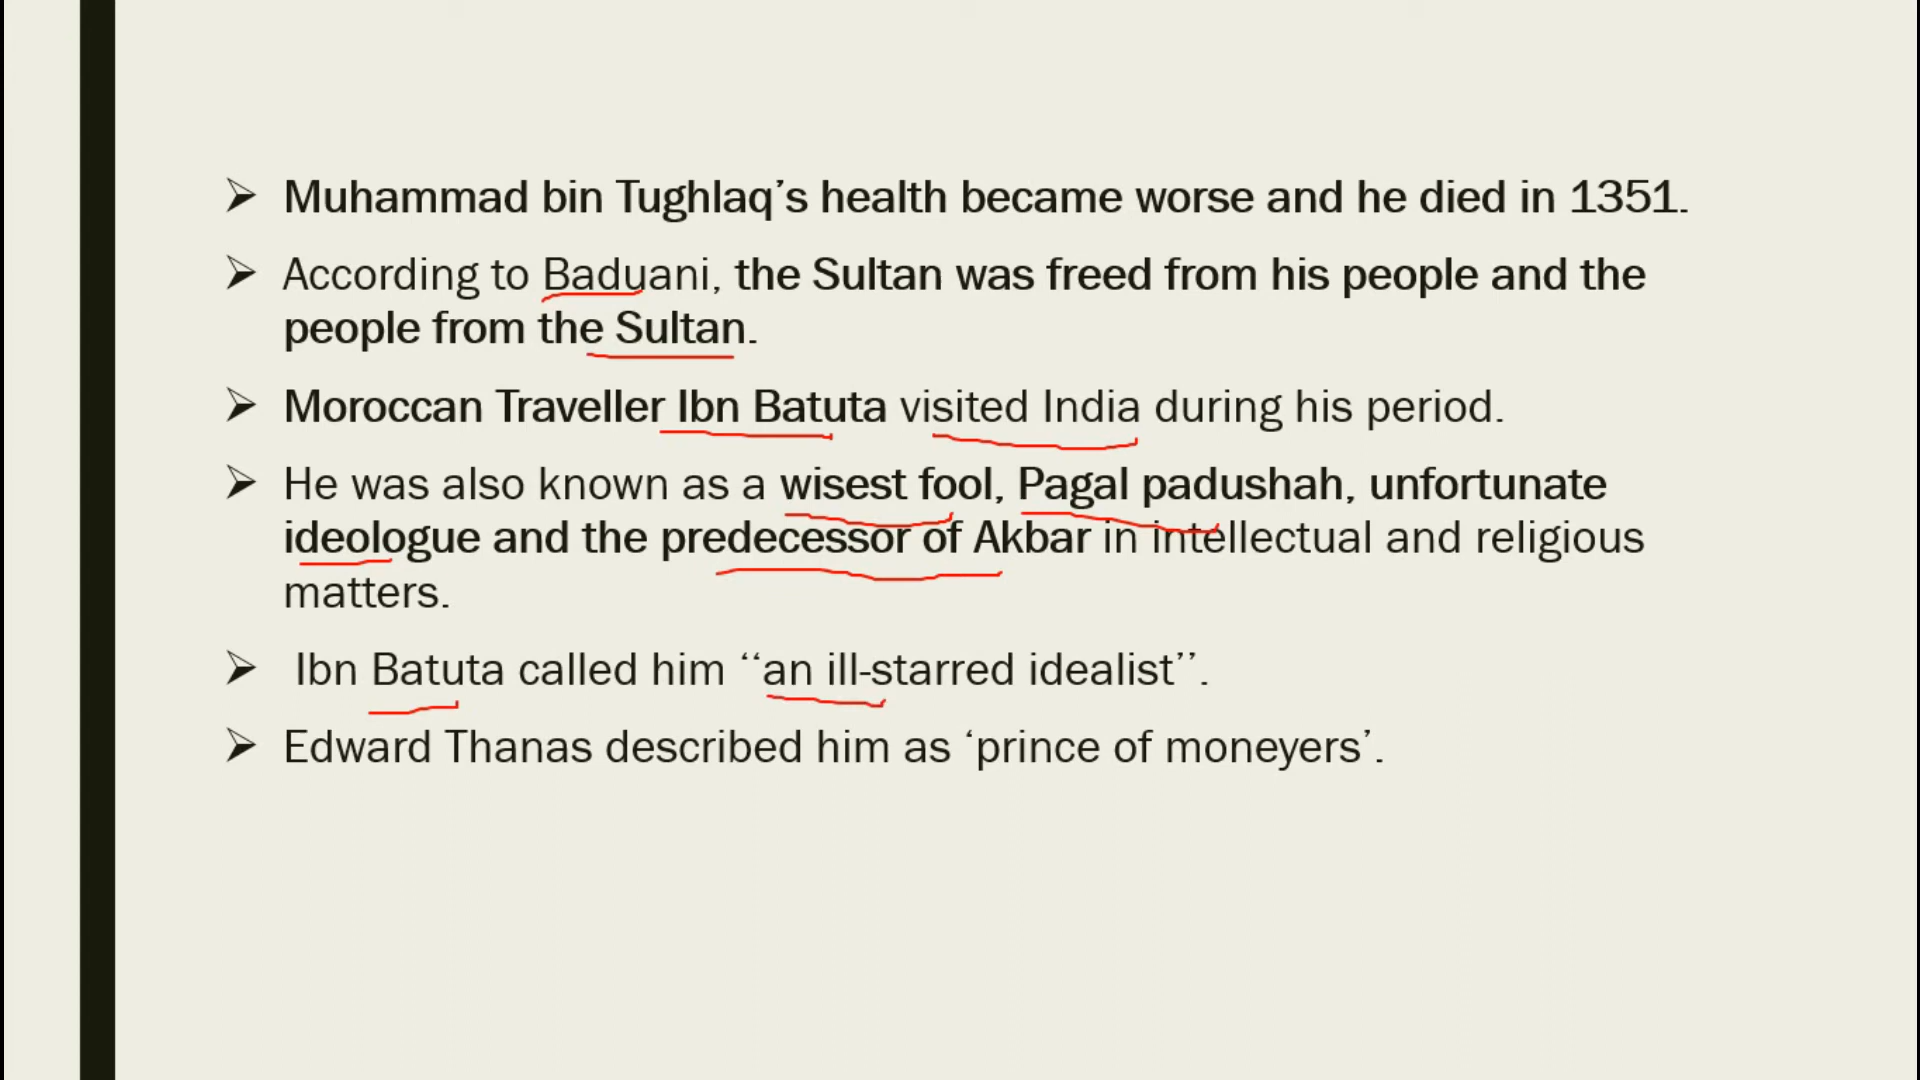 Muhammad bin Tughlaq’s health became worse and he died in 1351.
According to Baduani, the Sultan was freed from his people and the
people from the Sultan.
Moroccan Traveller Ibn Batuta visited India during his period.
He was also known as a wisest fool, Pagal padushah, unfortunate
ideologue and the predecessor of Akbar in intellectual and religious
matters.
Ibn Batuta called him ‘‘an ill-starred idealist’’.
Edward Thanas described him as ‘prince of moneyers’.